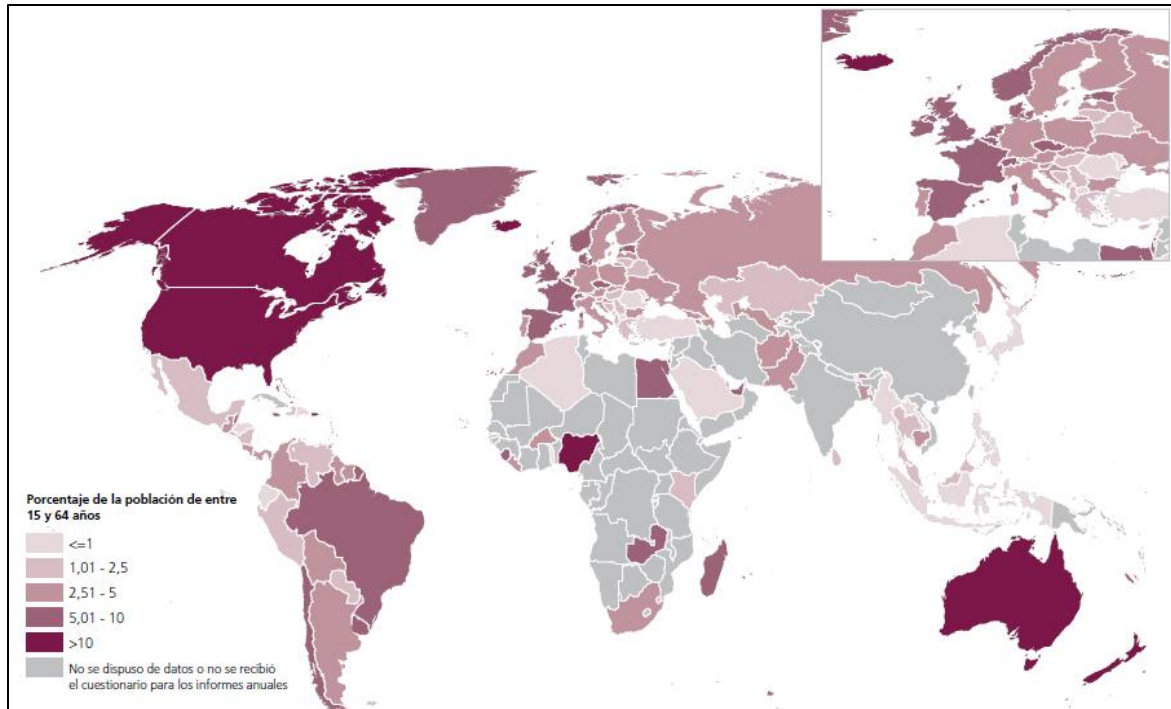 Porcentaje de la población de entre
15 y 64 años
<=1
1,01 - 2,5
2,51 - 5
5,01 - 10
>10
No se dispuso de datos o no se recibió
el cuestionario para los informes anuales